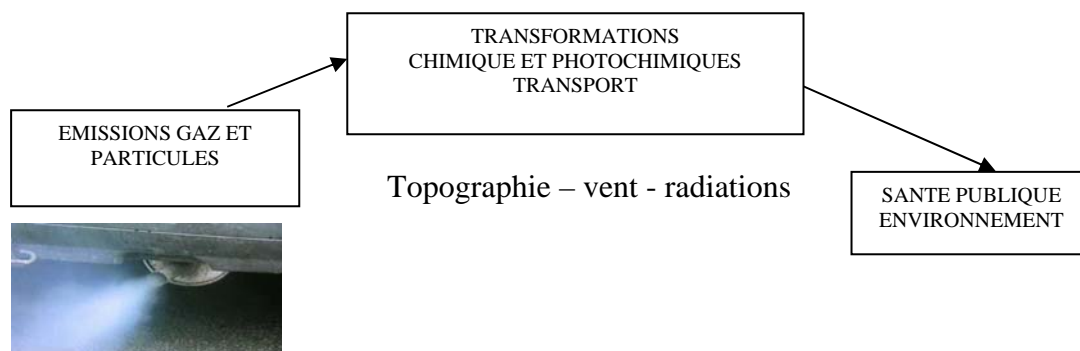 TRANSFORMATIONS
CHIMIQUE ET PHOTOCHIMIQUES
TRANSPORT
EMISSIONS GAZ ET
PARTICULES
Topographie – vent - radiations
SANTE PUBLIQUE
ENVIRONNEMENT